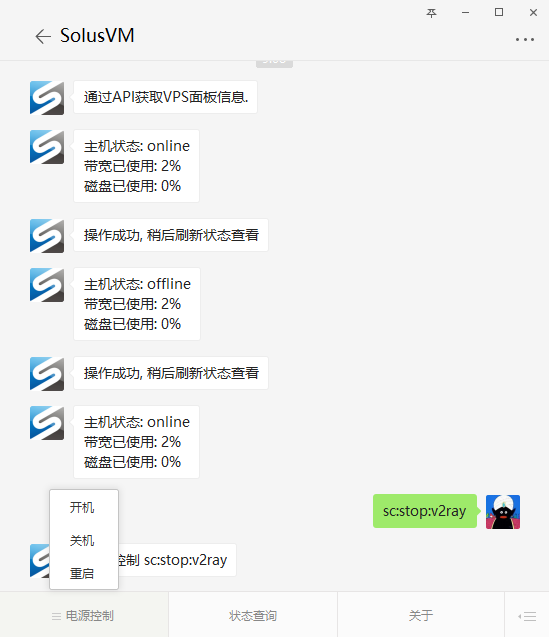 SolusVM
通过API获取VPS面板信息.
主机状态: online
带宽已使用: 2%
磁盘已使用: 0%
操作成功, 稍后刷新状态查看
主机状态: offline
带宽已使用: 2%
磁盘已使用: 0%
操作成功, 稍后刷新状态查看
主机状态: online
带宽已使用: 2%
磁盘已使用: 0%
sc:stop:v2ray
控制 sc:stop:v2ray
开机
关机
重启
电源控制
状态查询
关于